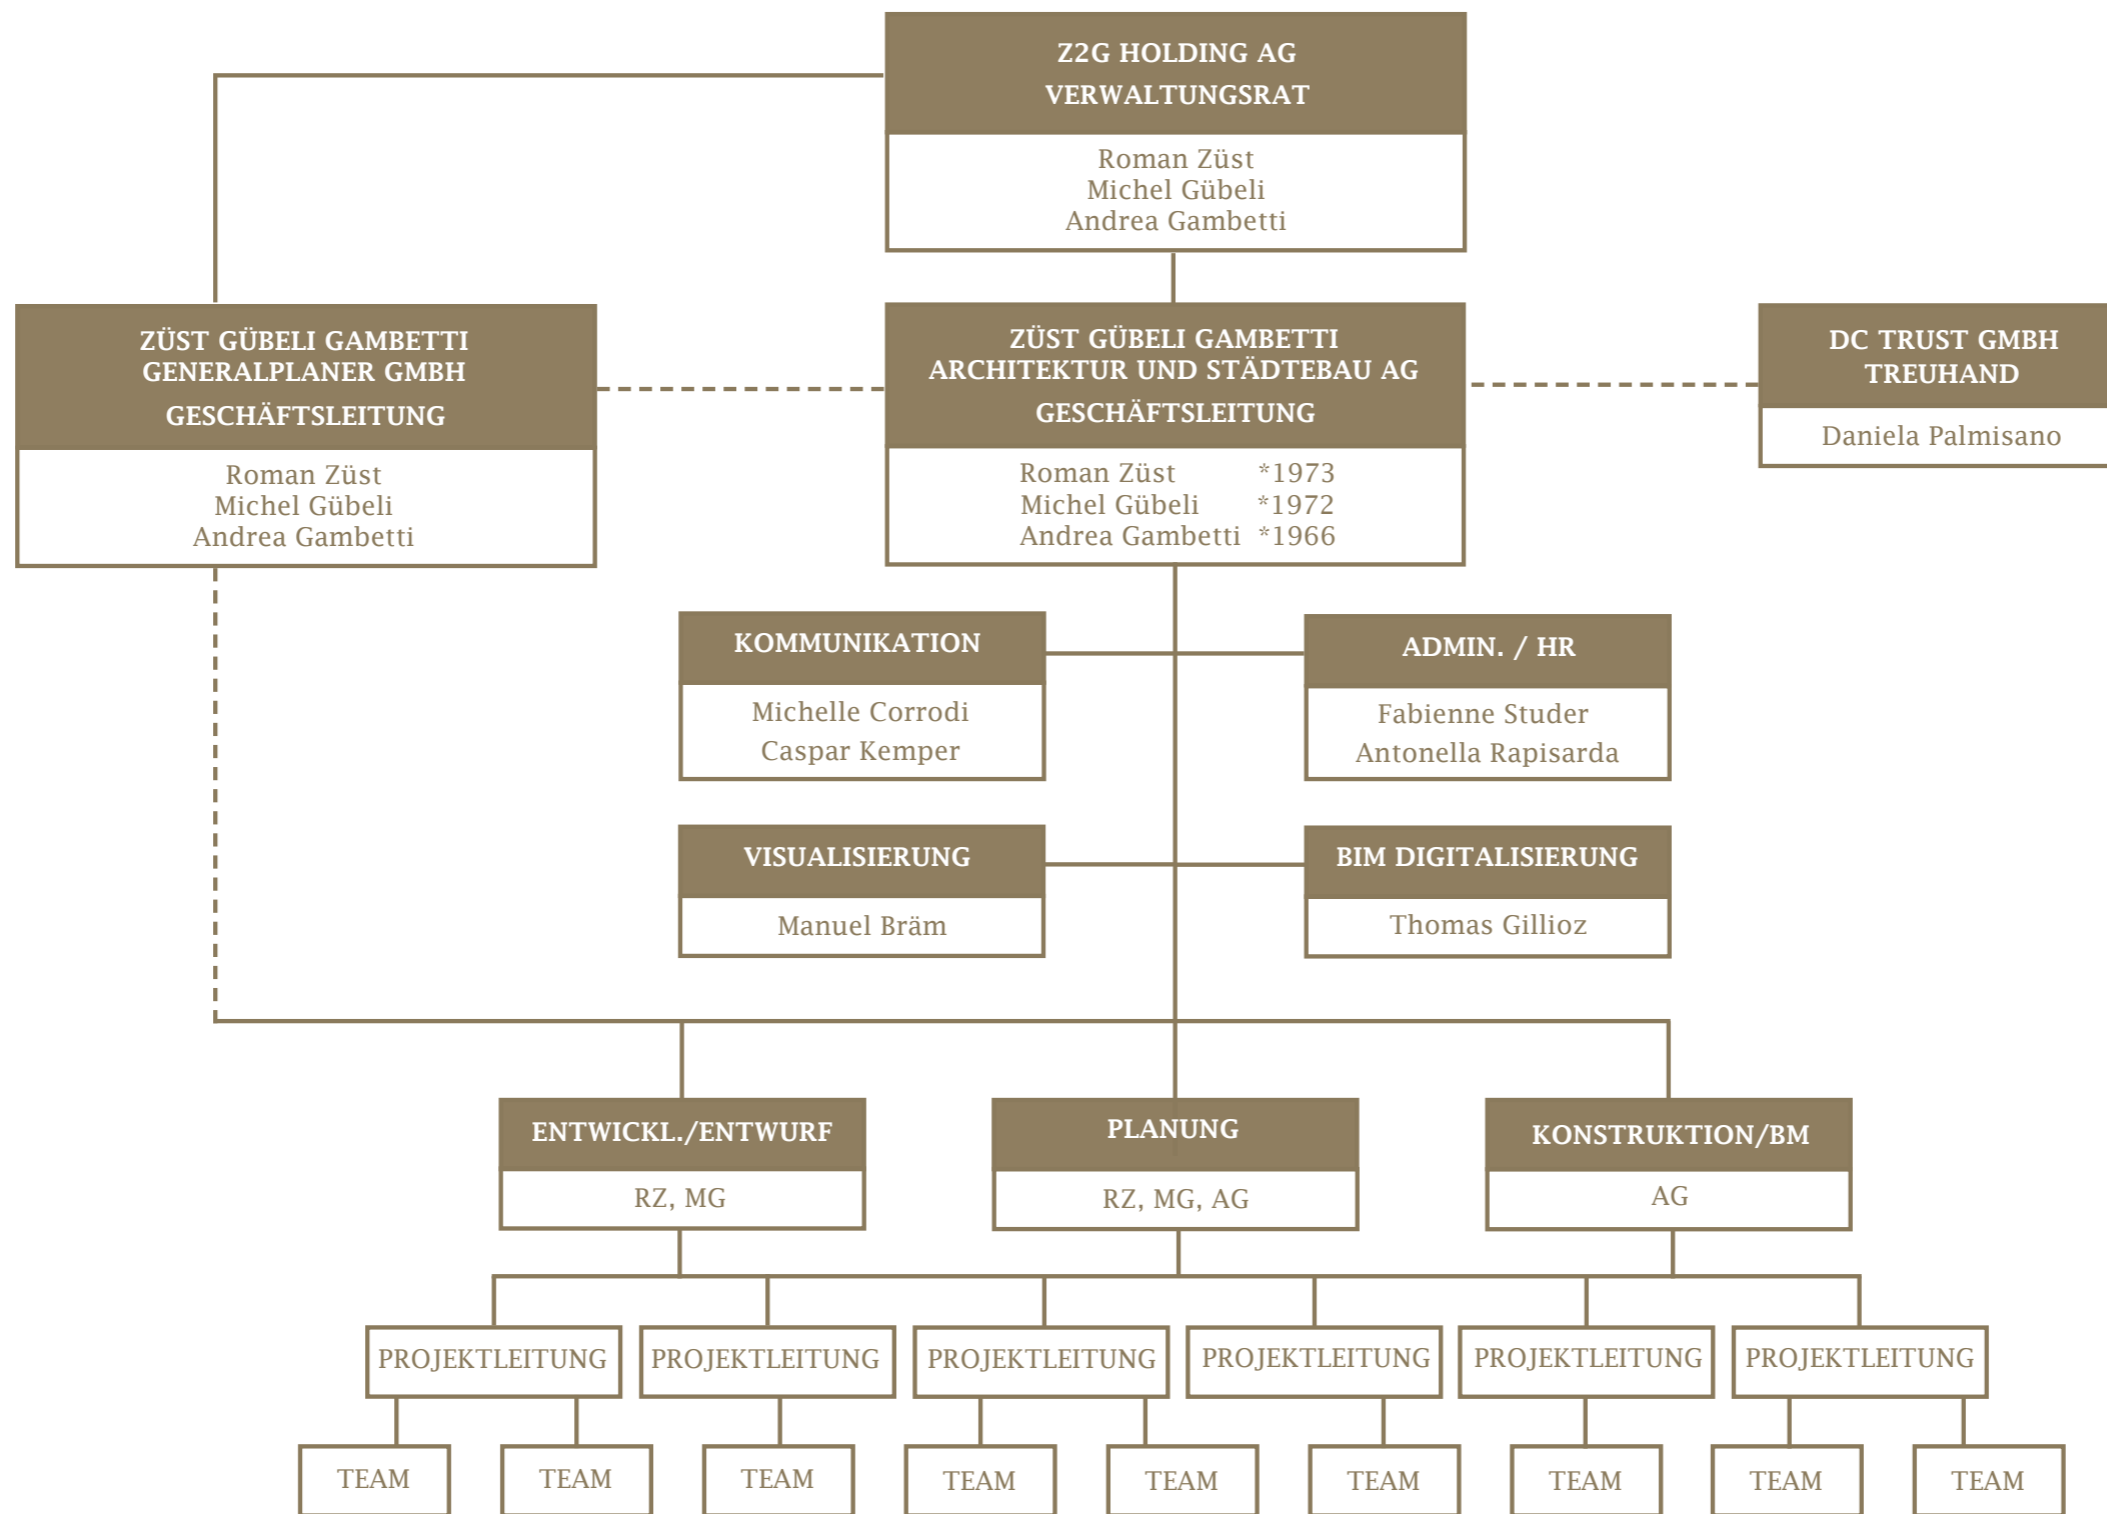 Z2G HOLDING AG
VERWALTUNGSRAT
Roman Züst
Michel Gübeli
Andrea Gambetti
ZÜST GÜBELI GAMBETTI
GENERALPLANER GMBH
GESCHÄFTSLEITUNG
Roman Züst
Michel Gübeli
Andrea Gambetti
ZÜST GÜBELI GAMBETTI
ARCHITEKTUR UND STÄDTEBAU AG
GESCHÄFTSLEITUNG
Roman Züst *1973
Michel Gübeli *1972
Andrea Gambetti *1966
DC TRUST GMBH
TREUHAND
Daniela Palmisano
KOMMUNIKATION
Michelle Corrodi
Caspar Kemper
ADMIN. / HR
Fabienne Studer
Antonella Rapisarda
VISUALISIERUNG
Manuel Bräm
BIM DIGITALISIERUNG
Thomas Gillioz
ENTWICKL./ENTWURF
RZ, MG
PLANUNG
RZ, MG, AG
KONSTRUKTION/BM
AG
PROJEKTLEITUNG
PROJEKTLEITUNG
PROJEKTLEITUNG
PROJEKTLEITUNG
PROJEKTLEITUNG
PROJEKTLEITUNG
TEAM
TEAM
TEAM
TEAM
TEAM
TEAM
TEAM
TEAM
TEAM